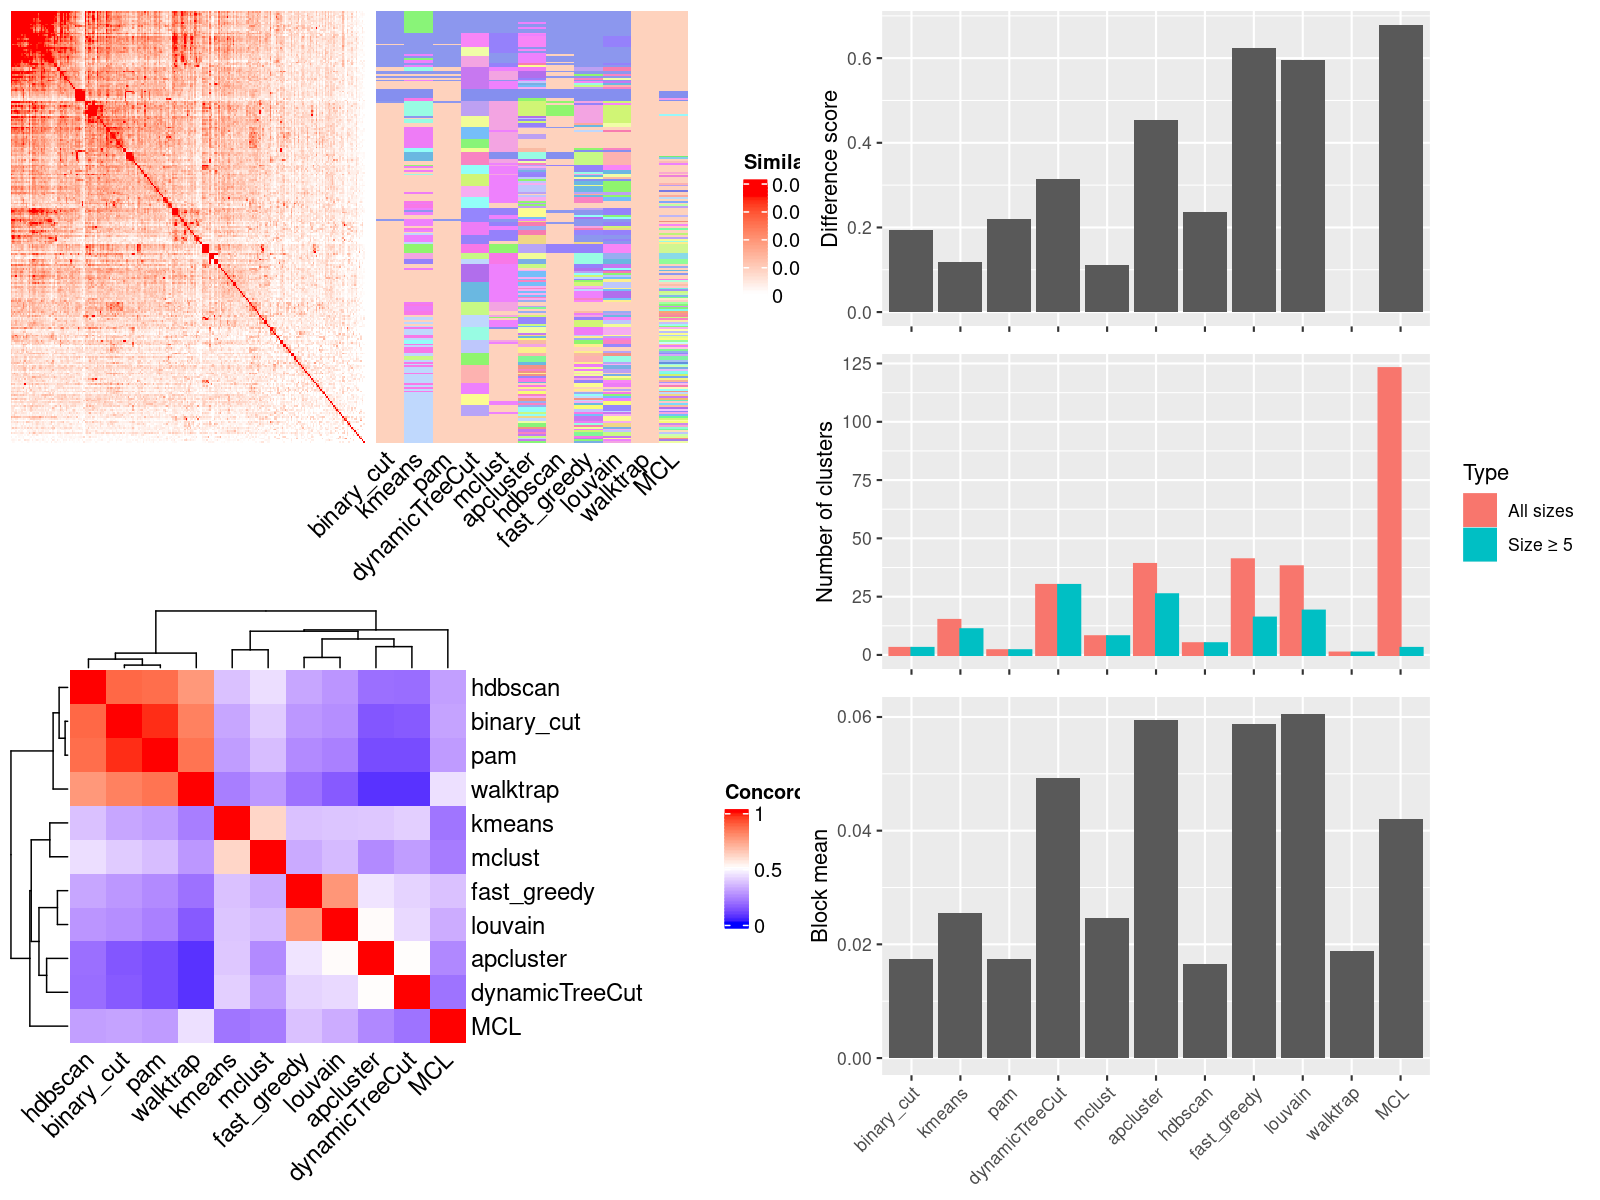 Simila
0.0
0.0
0.0
0.0
0
binary_cut
kmeans
pam
dynamicTreeCut
mclust
apcluster
hdbscan
fast_greedy
louvain
walktrap
MCL
hdbscan
binary_cut
pam
walktrap
kmeans
mclust
fast_greedy
louvain
apcluster
dynamicTreeCut
MCL
hdbscan
binary_cut
pam
walktrap
kmeans
mclust
fast_greedy
louvain
apcluster
dynamicTreeCut
MCL
Concord
1
0.5
0
Difference score
0.6
0.4
0.2
0.0
Number of clusters
125
100
75
50
25
0
Type
All sizes
Size ≥ 5
Block mean
0.06
0.04
0.02
0.00
binary_cut
kmeans
pam
dynamicTreeCut
mclust
apcluster
hdbscan
fast_greedy
louvain
walktrap
MCL